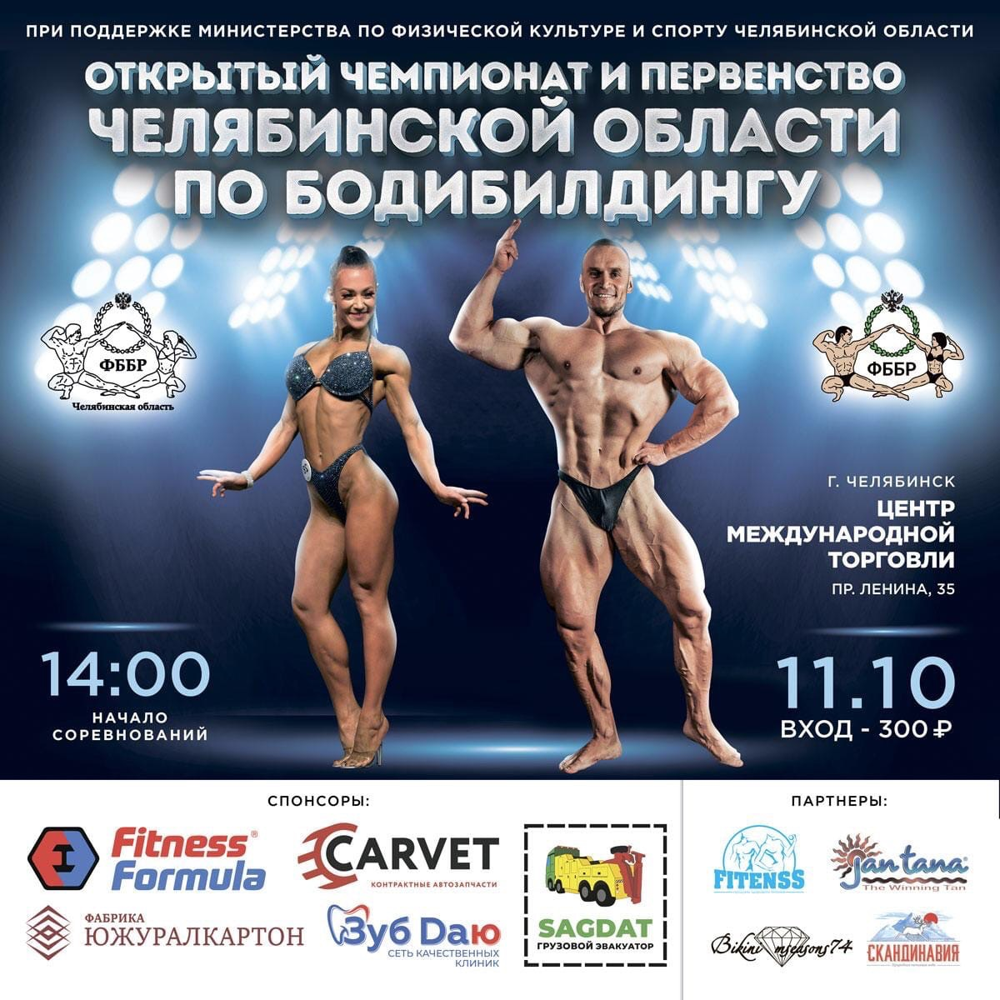 ПРИ ПОДДЕРЖКЕ МИНИСТЕРСТВА ПО ФИЗИЧЕСКОЙ КУЛЬТУРЕ И СПОРТУ ЧЕЛЯБИНСКОЙ ОБЛАСТИ
ОТКРЫТЫЙ ЧЕМПИОНАТ И ПЕРВЕНСТВО
ЧЕЛЯБИНСКОЙ ОБЛАСТИ
ПО БОДИБИЛДИНГУ
ФББР
Челябинская область
ФББР
Г. ЧЕЛЯБИНСК
ЦЕНТР
МЕЖДУНАРОДНОЙ
ТОРГОВЛИ
ПР. ЛЕНИНА, 35
14:00
НАЧАЛО
СОРЕВНОВАНИЙ
11.10
ВХОД - 300 ₽
СПОНСОРЫ:
Fitness®
Formula
CARVET
КОНТРАКТНЫЕ АВТОЗАПЧАСТИ
ФАБРИКА
ЮЖУРАЛКАРТОН
Зуб Dаю
СЕТЬ КАЧЕСТВЕННЫХ
КЛИНИК
SAGDAT
ГРУЗОВОЙ ЭВАКУАТОР
ПАРТНЕРЫ:
FITENSS
Jan tana®
The Winning Tan
Bikini mseasons74
СКАНДИНАВИЯ